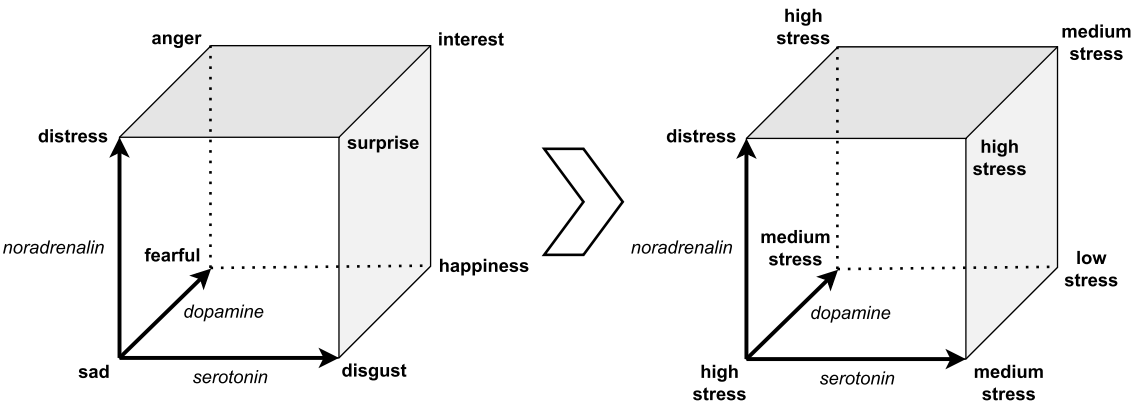 anger
interest
distress
surprise
noradrenalin
fearful
happiness
dopamine
sad
serotonin
disgust
high
stress
medium
stress
distress
high
stress
noradrenalin
medium
stress
low
stress
dopamine
high
stress
serotonin
medium
stress